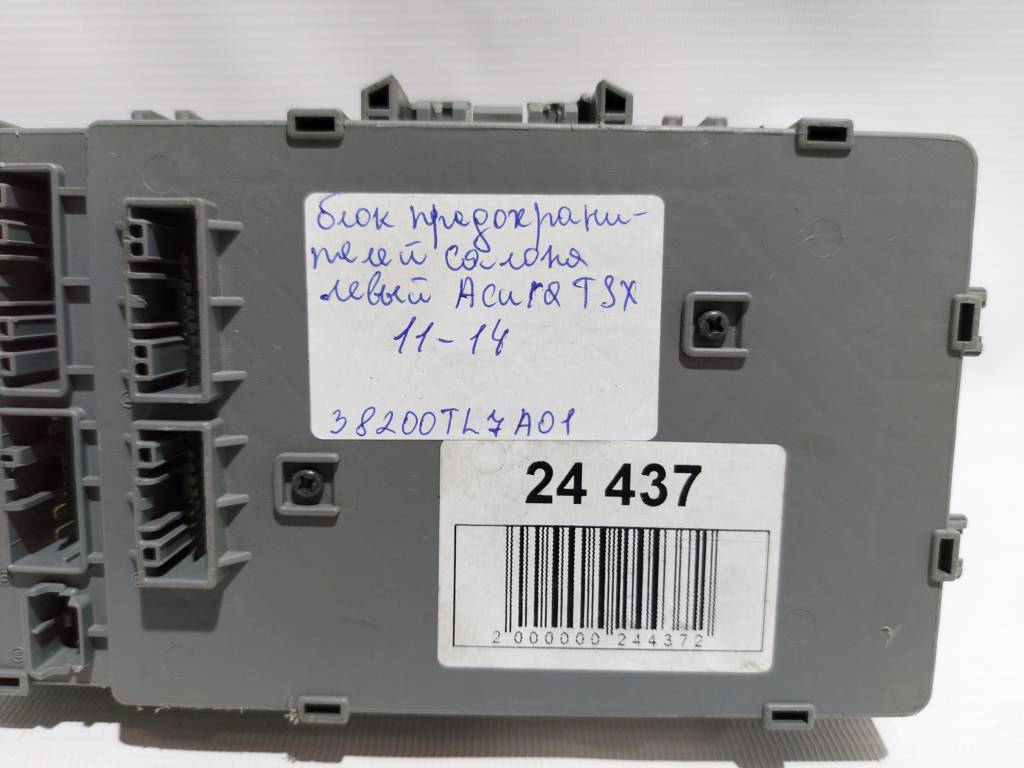 блок предохрани-
телей салона
левый Acura TSX
11-14
38200TL7A01
24 437
2 000000 244372